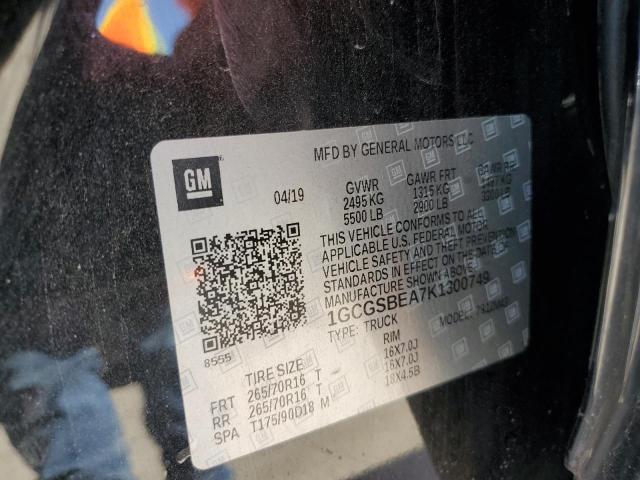 MFD BY GENERAL MOTORS LLC
GM
04/19
GVWR
2495 KG
5500 LB
GAWR FRT
1315 KG
2900 LB
GAWR RR
THIS VEHICLE CONFORMS TO ALL
APPLICABLE U.S. FEDERAL MOTOR
VEHICLE SAFETY AND THEFT PREVENTION
STANDARDS IN EFFECT ON THE DATE OF
MANUFACTURE SHOWN ABOVE.
1GCGSBEA7K1300749
TYPE: TRUCK MODEL:
8555
TIRE SIZE RIM
FRT 265/70R16 T 16X7.0J
RR 265/70R16 T 16X7.0J
SPA T175/90D18 M 18X4.5B